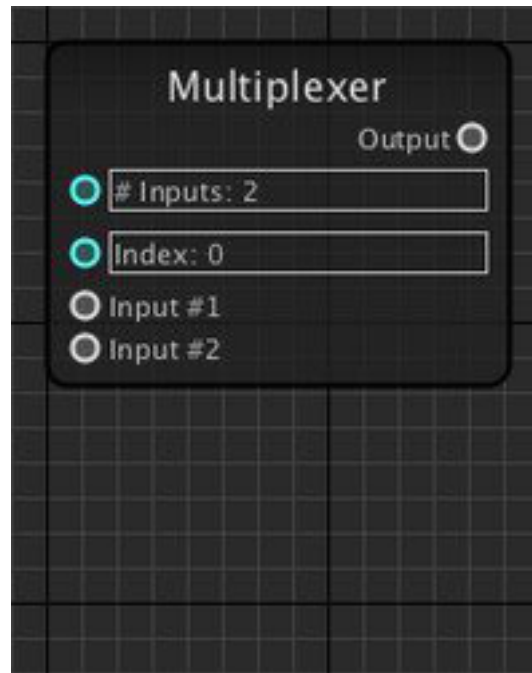 Multiplexer
Output
# Inputs: 2
Index: 0
Input #1
Input #2